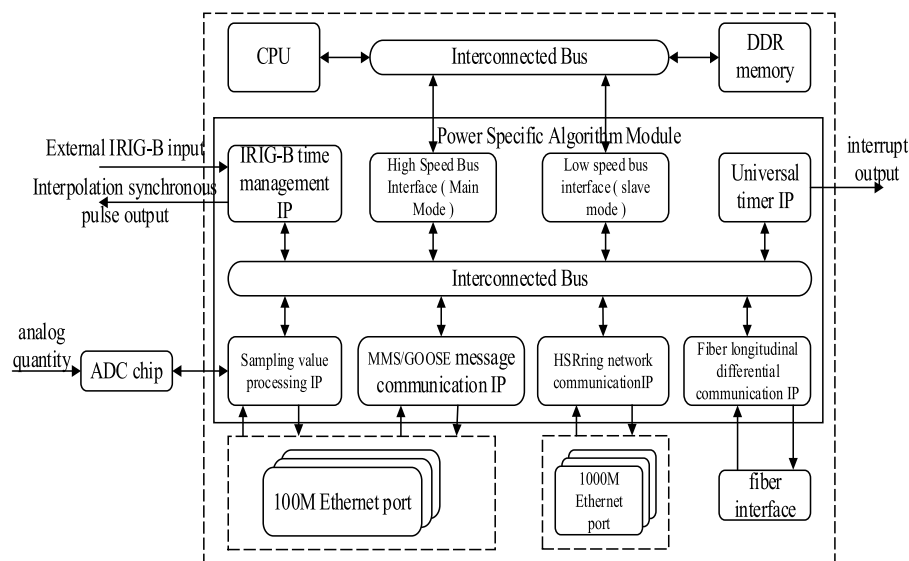 CPU
Interconnected Bus
DDR
memory
Power Specific Algorithm Module
External IRIG-B input
Interpolation synchronous
pulse output
IRIG-B time
management
IP
High Speed Bus
Interface ( Main
Mode )
Low speed bus
interface ( slave
mode )
Universal
timer IP
interrupt
output
Interconnected Bus
analog
quantity
ADC chip
Sampling value
processing IP
MMS/GOOSE message
communication IP
HSRring network
communicationIP
Fiber longitudinal
differential
communication IP
100M Ethernet port
1000M
Ethernet
port
fiber
interface